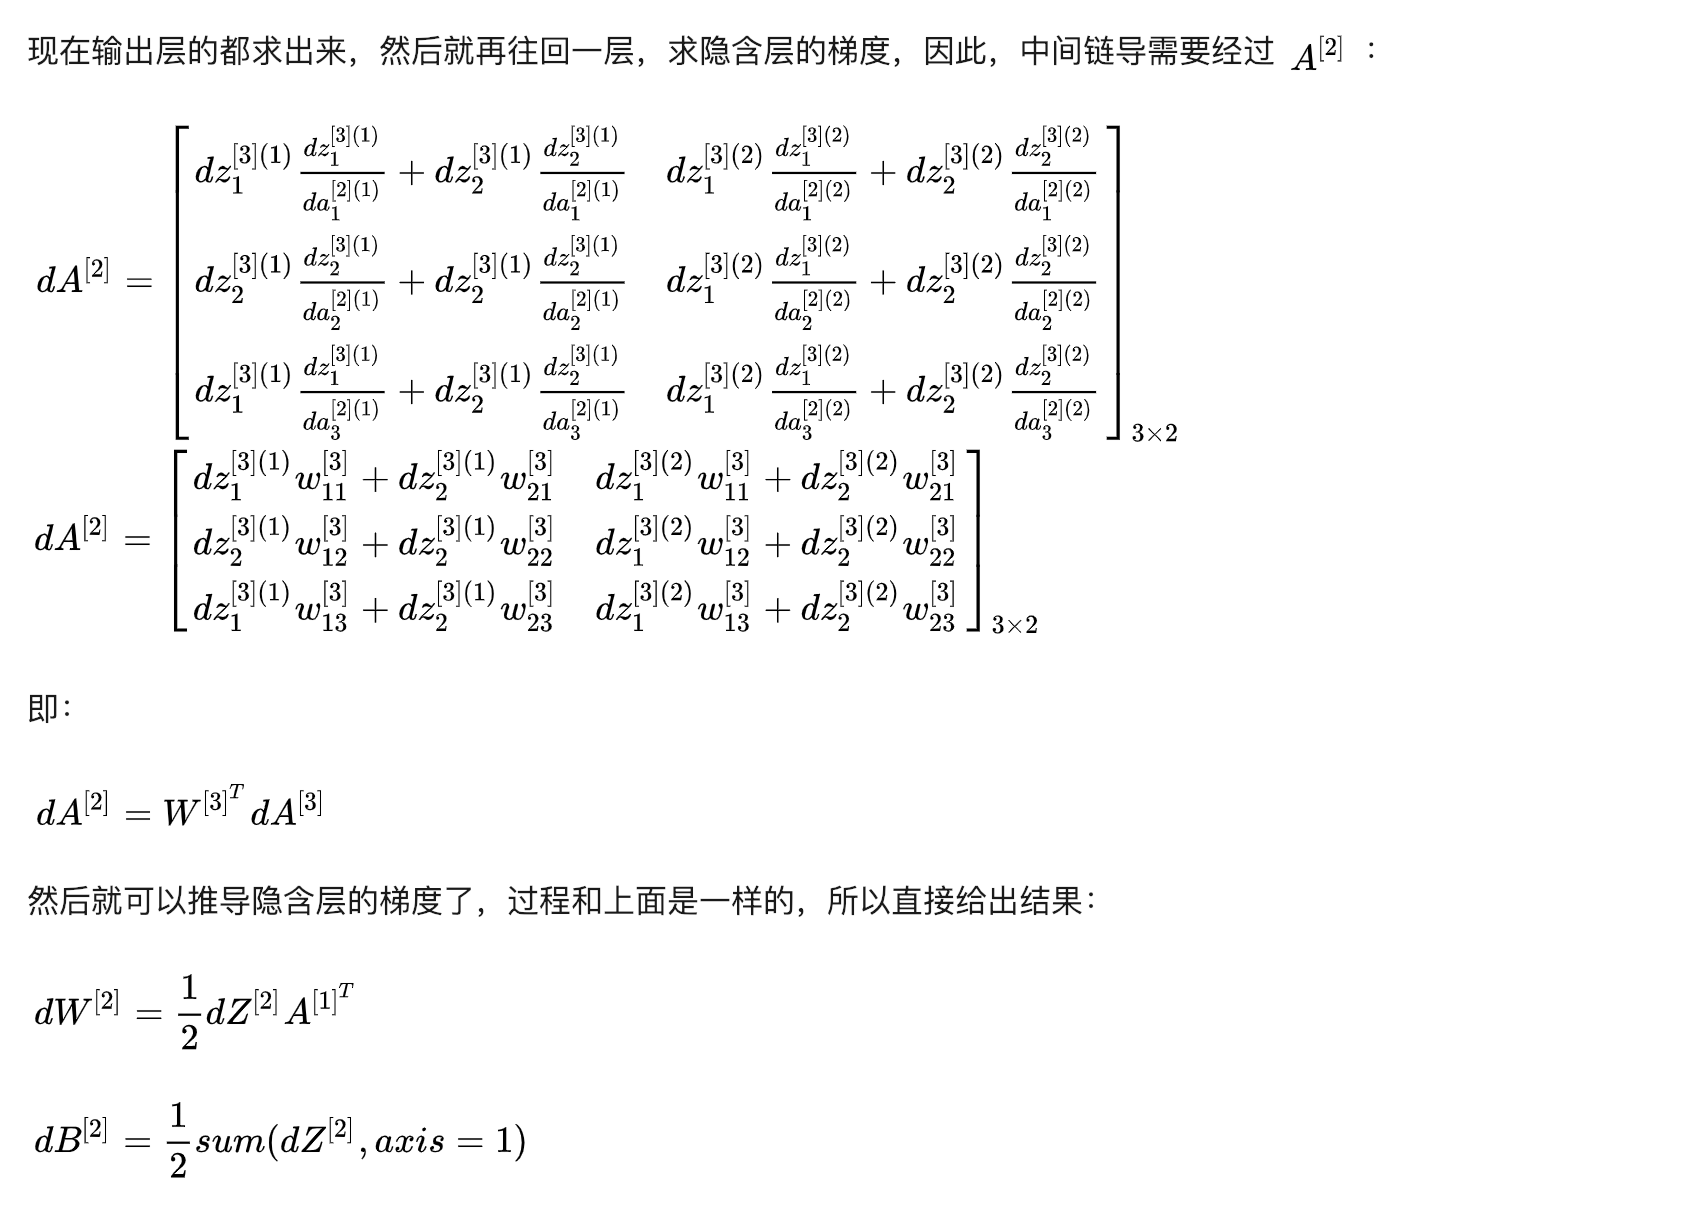 现在输出层的都求出来，然后就再往回一层，求隐含层的梯度，因此，中间链导需要经过 $A^{[2]}$ ：
$dA^{[2]} = \begin{bmatrix} dz_1^{[3](1)}\frac{dz_1^{[3](1)}}{da_1^{[2](1)}} + dz_2^{[3](1)}\frac{dz_2^{[3](1)}}{da_1^{[2](1)}} & dz_1^{[3](2)}\frac{dz_1^{[3](2)}}{da_1^{[2](2)}} + dz_2^{[3](2)}\frac{dz_2^{[3](2)}}{da_1^{[2](2)}} \\ dz_2^{[3](1)}\frac{dz_2^{[3](1)}}{da_2^{[2](1)}} + dz_2^{[3](1)}\frac{dz_2^{[3](1)}}{da_2^{[2](1)}} & dz_1^{[3](2)}\frac{dz_1^{[3](2)}}{da_2^{[2](2)}} + dz_2^{[3](2)}\frac{dz_2^{[3](2)}}{da_2^{[2](2)}} \\ dz_1^{[3](1)}\frac{dz_1^{[3](1)}}{da_3^{[2](1)}} + dz_2^{[3](1)}\frac{dz_2^{[3](1)}}{da_3^{[2](1)}} & dz_1^{[3](2)}\frac{dz_1^{[3](2)}}{da_3^{[2](2)}} + dz_2^{[3](2)}\frac{dz_2^{[3](2)}}{da_3^{[2](2)}} \end{bmatrix}_{3×2}$
$dA^{[2]} = \begin{bmatrix} dz_1^{[3](1)}w_{11}^{[3]} + dz_2^{[3](1)}w_{21}^{[3]} & dz_1^{[3](2)}w_{11}^{[3]} + dz_2^{[3](2)}w_{21}^{[3]} \\ dz_2^{[3](1)}w_{12}^{[3]} + dz_2^{[3](1)}w_{22}^{[3]} & dz_1^{[3](2)}w_{12}^{[3]} + dz_2^{[3](2)}w_{22}^{[3]} \\ dz_1^{[3](1)}w_{13}^{[3]} + dz_2^{[3](1)}w_{23}^{[3]} & dz_1^{[3](2)}w_{13}^{[3]} + dz_2^{[3](2)}w_{23}^{[3]} \end{bmatrix}_{3×2}$
即：
$dA^{[2]} = W^{[3]^T} dA^{[3]}$
然后就可以推导隐含层的梯度了，过程和上面是一样的，所以直接给出结果：
$dW^{[2]} = \frac{1}{2} dZ^{[2]} A^{[1]^T}$
$dB^{[2]} = \frac{1}{2} sum(dZ^{[2]}, axis = 1)$